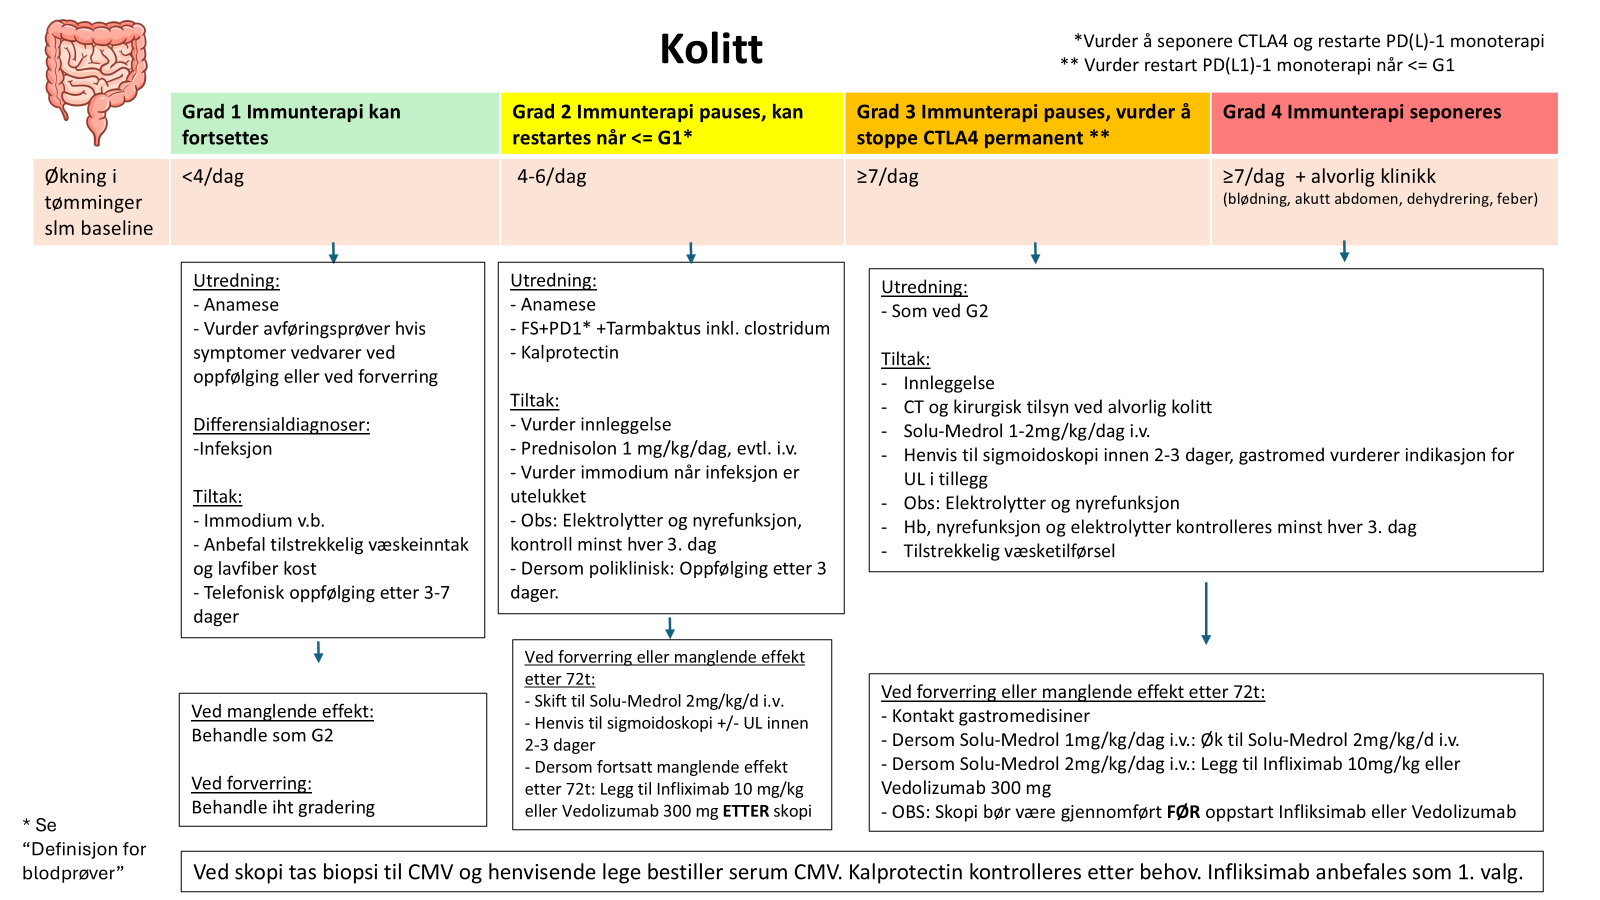 Kolitt
*Vurder å seponere CTLA4 og restarte PD(L)-1 monoterapi
** Vurder restart PD(L1)-1 monoterapi når <= G1
Grad 1 Immunterapi kan
fortsettes
Grad 2 Immunterapi pauses, kan
restartes når <= G1*
Grad 3 Immunterapi pauses, vurder å
stoppe CTLA4 permanent **
Grad 4 Immunterapi seponeres
Økning i
tømminger
slm baseline
<4/dag
4-6/dag
≥7/dag
≥7/dag + alvorlig klinikk
(blødning, akutt abdomen, dehydrering, feber)
Utredning:
- Anamese
- Vurder avføringsprøver hvis
symptomer vedvarer ved
oppfølging eller ved forverring
Differensialdiagnoser:
-Infeksjon
Tiltak:
- Immodium v.b.
- Anbefal tilstrekkelig væskeinntak
og lavfiber kost
- Telefonisk oppfølging etter 3-7
dager
Ved manglende effekt:
Behandle som G2
Ved forverring:
Behandle iht gradering
Utredning:
- Anamese
- FS+PD1* +Tarmbaktus inkl. clostridum
- Kalprotectin
Tiltak:
- Vurder innleggelse
- Prednisolon 1 mg/kg/dag, evtl. i.v.
- Vurder immodium når infeksjon er
utelukket
- Obs: Elektrolytter og nyrefunksjon,
kontroll minst hver 3. dag
- Dersom poliklinisk: Oppfølging etter 3
dager.
Ved forverring eller manglende effekt
etter 72t:
- Skift til Solu-Medrol 2mg/kg/d i.v.
- Henvis til sigmoidoskopi +/- UL innen
2-3 dager
- Dersom fortsatt manglende effekt
etter 72t: Legg til Infliximab 10 mg/kg
eller Vedolizumab 300 mg ETTER skopi
Utredning:
- Som ved G2
Tiltak:
- Innleggelse
- CT og kirurgisk tilsyn ved alvorlig kolitt
- Solu-Medrol 1-2mg/kg/dag i.v.
- Henvis til sigmoidoskopi innen 2-3 dager, gastromed vurderer indikasjon for
UL i tillegg
- Obs: Elektrolytter og nyrefunksjon
- Hb, nyrefunksjon og elektrolytter kontrolleres minst hver 3. dag
- Tilstrekkelig væsketilførsel
Ved forverring eller manglende effekt etter 72t:
- Kontakt gastromedisiner
- Dersom Solu-Medrol 1mg/kg/dag i.v.: Øk til Solu-Medrol 2mg/kg/d i.v.
- Dersom Solu-Medrol 2mg/kg/dag i.v.: Legg til Infliximab 10mg/kg eller
Vedolizumab 300 mg
- OBS: Skopi bør være gjennomført FØR oppstart Infliksimab eller Vedolizumab
* Se
“Definisjon for
blodprøver”
Ved skopi tas biopsi til CMV og henvisende lege bestiller serum CMV. Kalprotectin kontrolleres etter behov. Infliksimab anbefales som 1. valg.